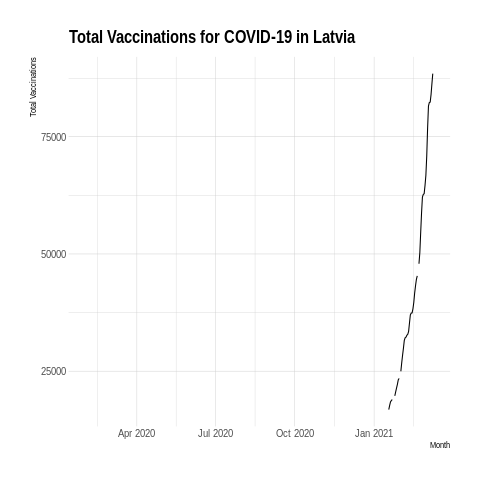 Total Vaccinations for COVID-19 in Latvia
Total Vaccinations
75000
50000
25000
Apr 2020 Jul 2020 Oct 2020 Jan 2021
Month